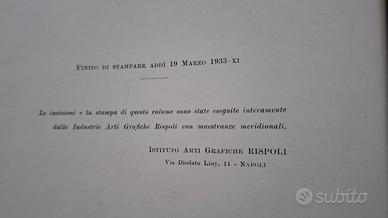 Finito di stampare addì 19 Marzo 1933-XI
Le incisioni e la stampa di questo volume sono state eseguite interamente
dalle Industrie Arti Grafiche Rispoli con maestranze meridionali.
Istituto Arti Grafiche RISPOLI
Via Diodato Lioy, 14 - Napoli
subito